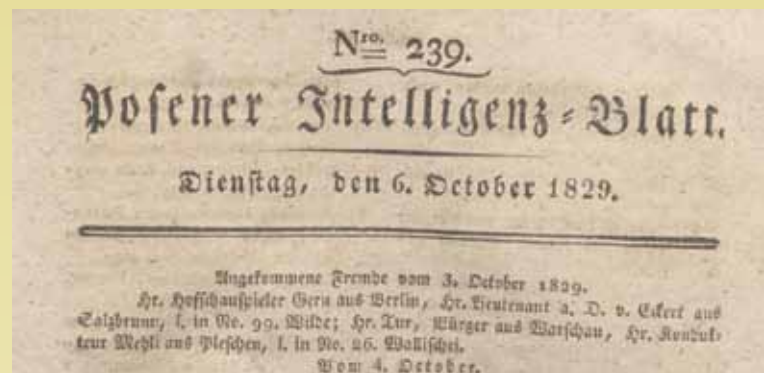 Nro. 239.
Posener Intelligenz-Blatt.
Dienstag, den 6. October 1829.
Angekommene Fremde vom 3. October 1829.
Hr. Hofschauspieler Gern aus Berlin, Hr. Lieutenant a. D. v. Eckert aus
Salzbrunn, l. in No. 99. Wilde; Hr. Tur, Bürger aus Warschau, Hr. Konduk-
teur Mehli aus Pleschen, l. in No. 26. Wallischei.
Vom 4. October.